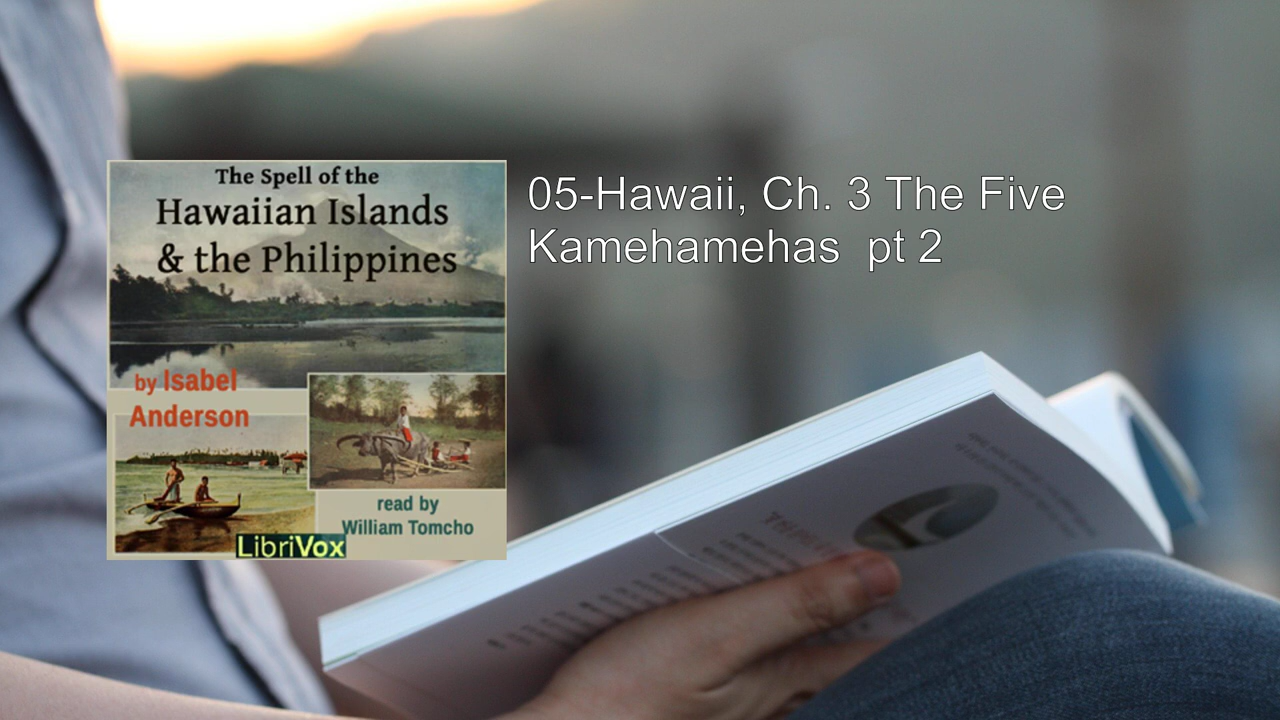 The Spell of the
Hawaiian Islands
& the Philippines
by Isabel
Anderson
read by
William Tomcho
LibriVox
05-Hawaii, Ch. 3 The Five
Kamehamehas  pt 2